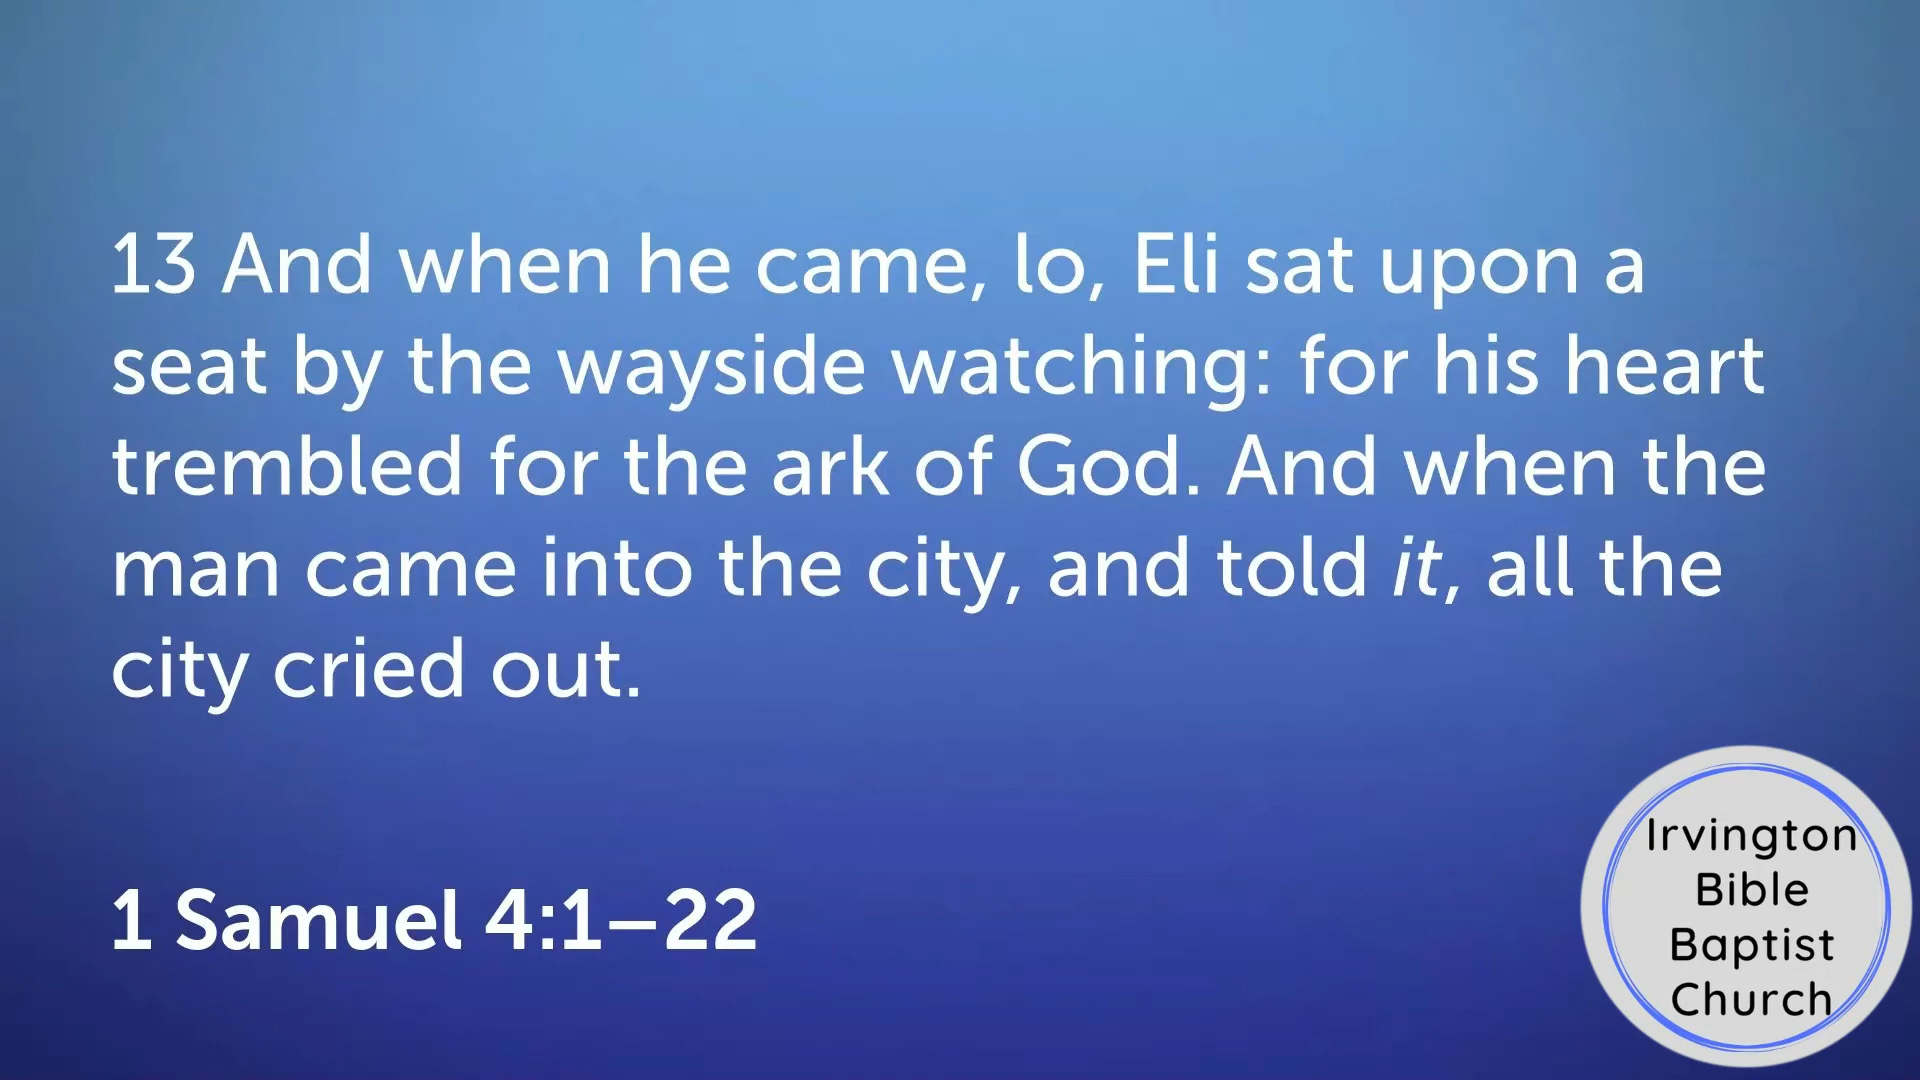 13 And when he came, lo, Eli sat upon a
seat by the wayside watching: for his heart
trembled for the ark of God. And when the
man came into the city, and told it, all the
city cried out.
1 Samuel 4:1–22
Irvington
Bible
Baptist
Church